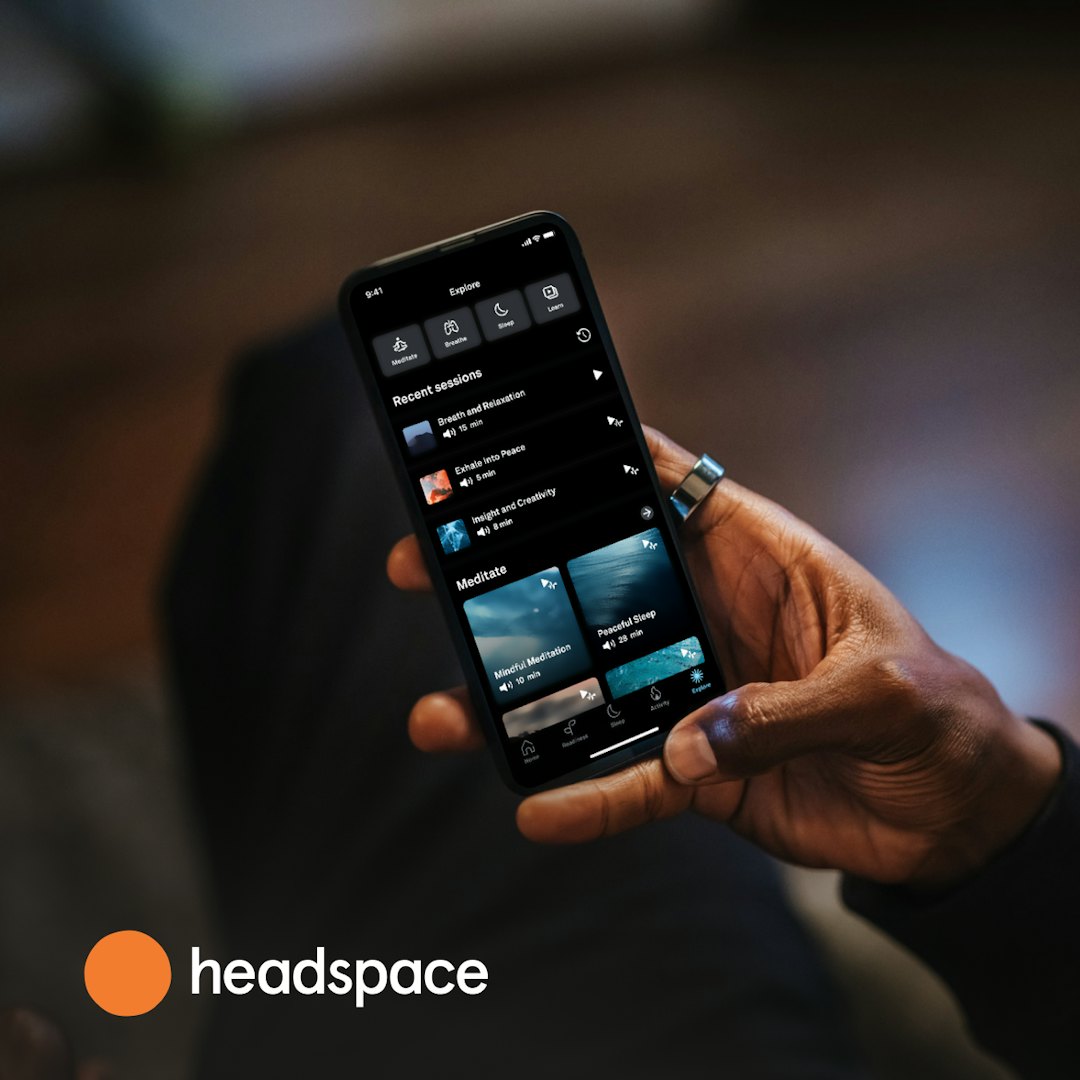 9:41
Explore
Meditate
Breathe
Sleep
Learn
Recent sessions
Breath and Relaxation
15 min
Exhale Into Peace
5 min
Insight and Creativity
8 min
Meditate
Mindful Meditation
10 min
Peaceful Sleep
28 min
Home
Readiness
Sleep
Activity
Explore
headspace